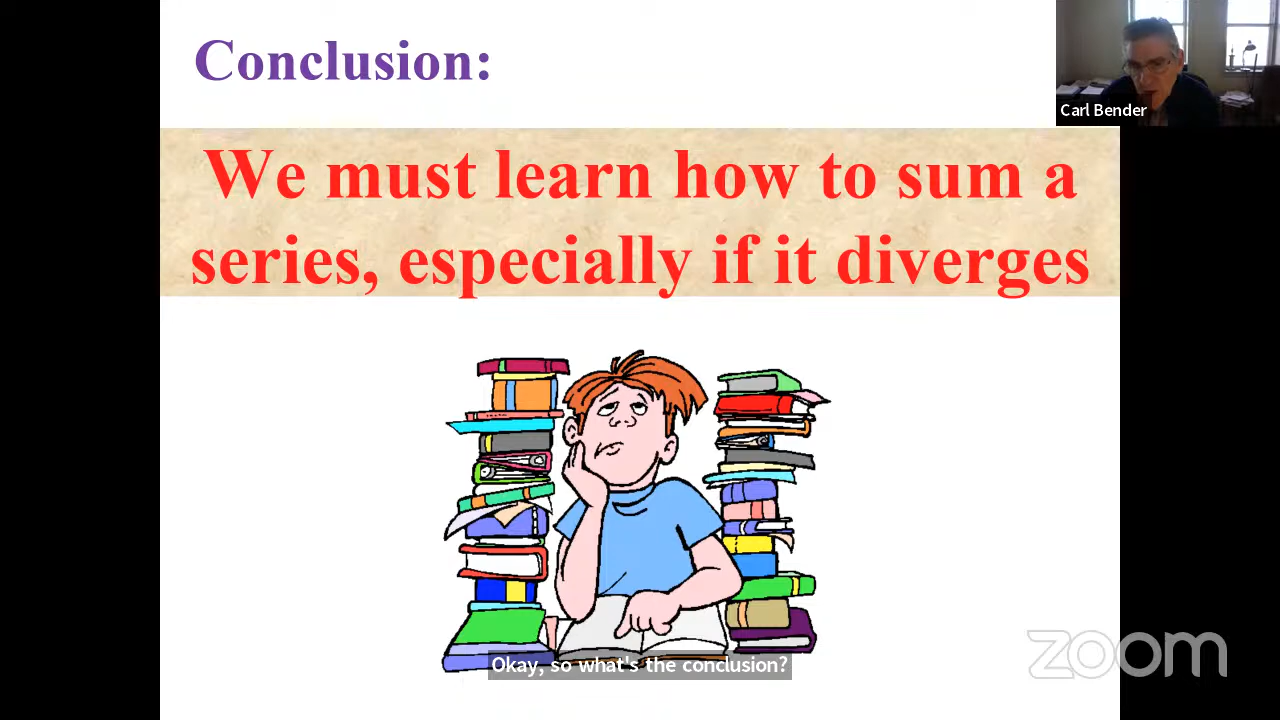 Conclusion:
Carl Bender
We must learn how to sum a
series, especially if it diverges
Okay, so what's the conclusion?
zoom